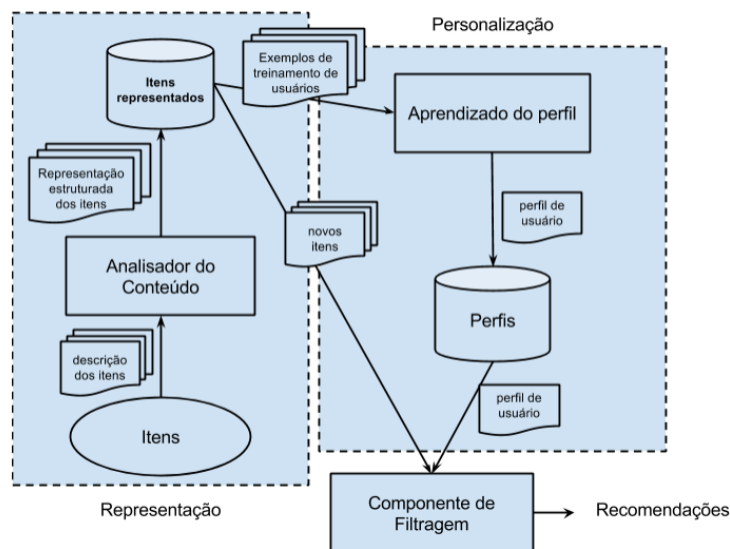 Personalização
Itens
representados
Exemplos de
treinamento de
usuários
Aprendizado do perfil
Representação
estruturada
dos itens
perfil de
usuário
novos
itens
Analisador do
Conteúdo
Perfis
descrição
dos itens
perfil de
usuário
Itens
Representação
Componente de
Filtragem
Recomendações